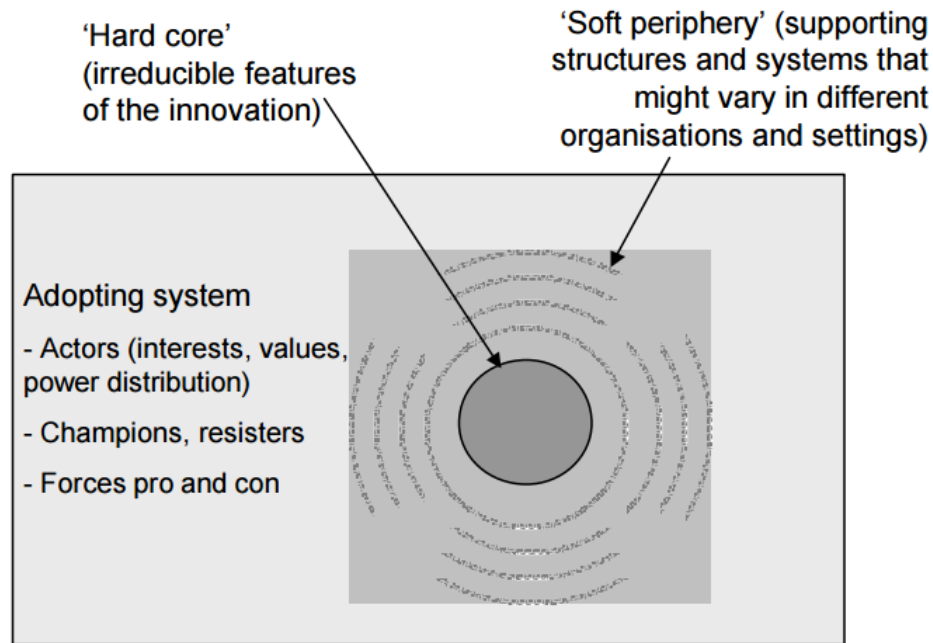 ‘Hard core’
(irreducible features
of the innovation)
‘Soft periphery’ (supporting
structures and systems that
might vary in different
organisations and settings)
Adopting system
- Actors (interests, values,
power distribution)
- Champions, resisters
- Forces pro and con